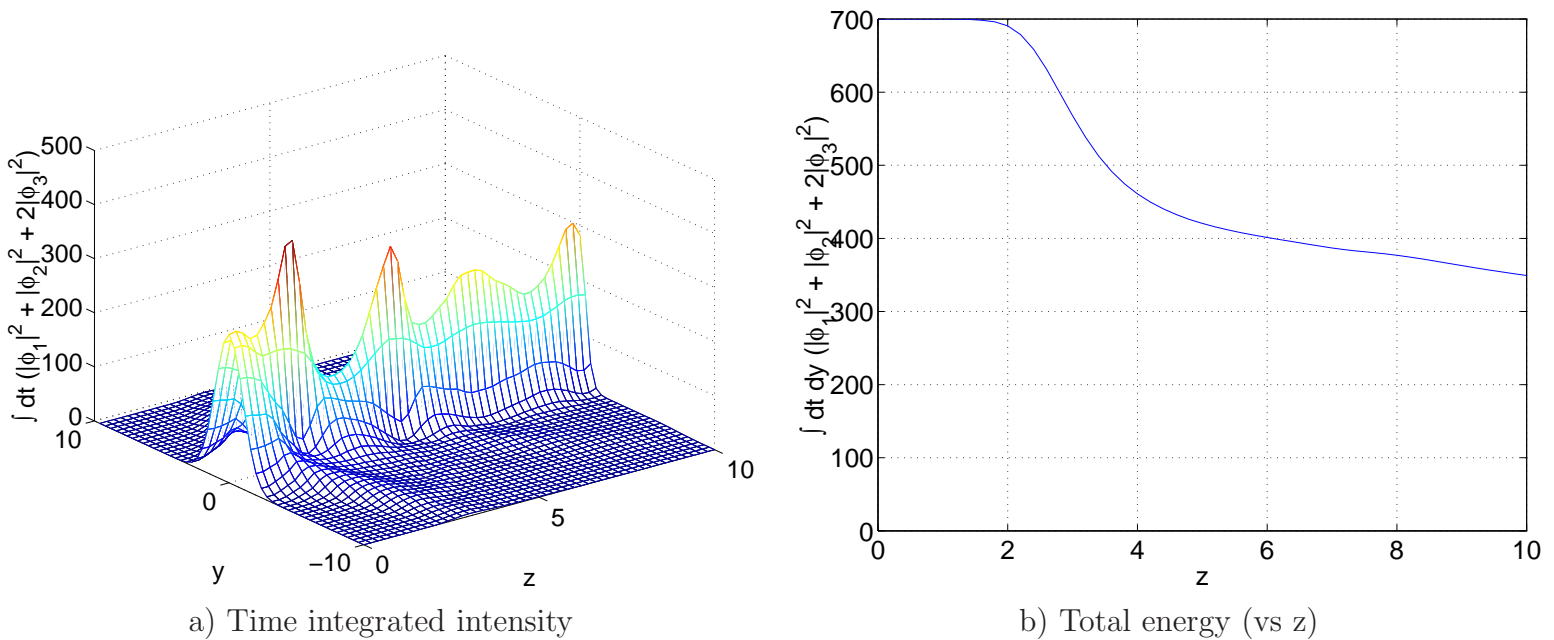 ∫ dt (|ϕ₁|² + |ϕ₂|² + 2|ϕ₃|²)
500
400
300
200
100
0
10
0
−10
y
0
5
10
z
a) Time integrated intensity
∫ dt dy (|ϕ₁|² + |ϕ₂|² + 2|ϕ₃|²)
700
600
500
400
300
200
100
0
0 2 4 6 8 10
z
b) Total energy (vs z)